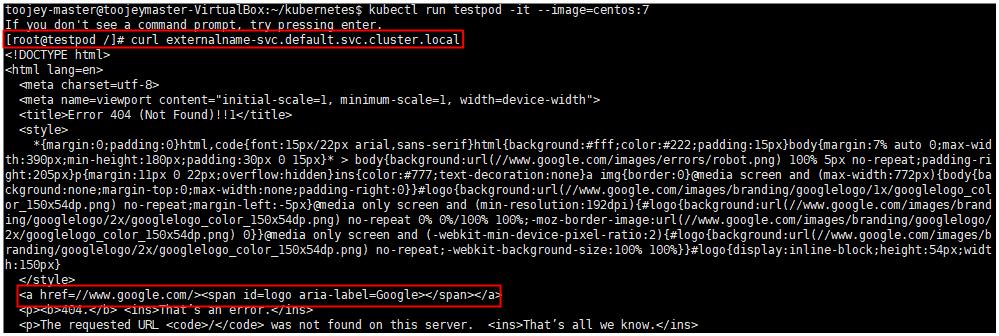 toojey-master@toojeymaster-VirtualBox:~/kubernetes$ kubectl run testpod -it --image=centos:7
If you don't see a command prompt, try pressing enter.
[root@testpod /]# curl externalname-svc.default.svc.cluster.local
<!DOCTYPE html>
<html lang=en>
  <meta charset=utf-8>
  <meta name=viewport content="initial-scale=1, minimum-scale=1, width=device-width">
  <title>Error 404 (Not Found)!!1</title>
  <style>
    *{margin:0;padding:0}html,code{font:15px/22px arial,sans-serif}html{background:#fff;color:#222;padding:15px}body{margin:7% auto 0;max-wid
th:390px;min-height:180px;padding:30px 0 15px}* > body{background:url(//www.google.com/images/errors/robot.png) 100% 5px no-repeat;padding-rig
ht:205px}p{margin:11px 0 22px;overflow:hidden}ins{color:#777;text-decoration:none}a img{border:0}@media screen and (max-width:772px){body{ba
ckground:none;margin-top:0;max-width:none;padding-right:0}}#logo{background:url(//www.google.com/images/branding/googlelogo/1x/googlelogo_col
or_150x54dp.png) no-repeat;margin-left:-5px}@media only screen and (min-resolution:192dpi){#logo{background:url(//www.google.com/images/brand
ing/googlelogo/2x/googlelogo_color_150x54dp.png) no-repeat 0% 0%/100% 100%;-moz-border-image:url(//www.google.com/images/branding/googlelogo/
2x/googlelogo_color_150x54dp.png) 0}}@media only screen and (-webkit-min-device-pixel-ratio:2){#logo{background:url(//www.google.com/images/b
randing/googlelogo/2x/googlelogo_color_150x54dp.png) no-repeat;-webkit-background-size:100% 100%}}#logo{display:inline-block;height:54px;widt
h:150px}
  </style>
  <a href=//www.google.com/><span id=logo aria-label=Google></span></a>
  <p><b>404.</b> <ins>That’s an error.</ins>
  <p>The requested URL <code>/</code> was not found on this server.  <ins>That’s all we know.</ins>